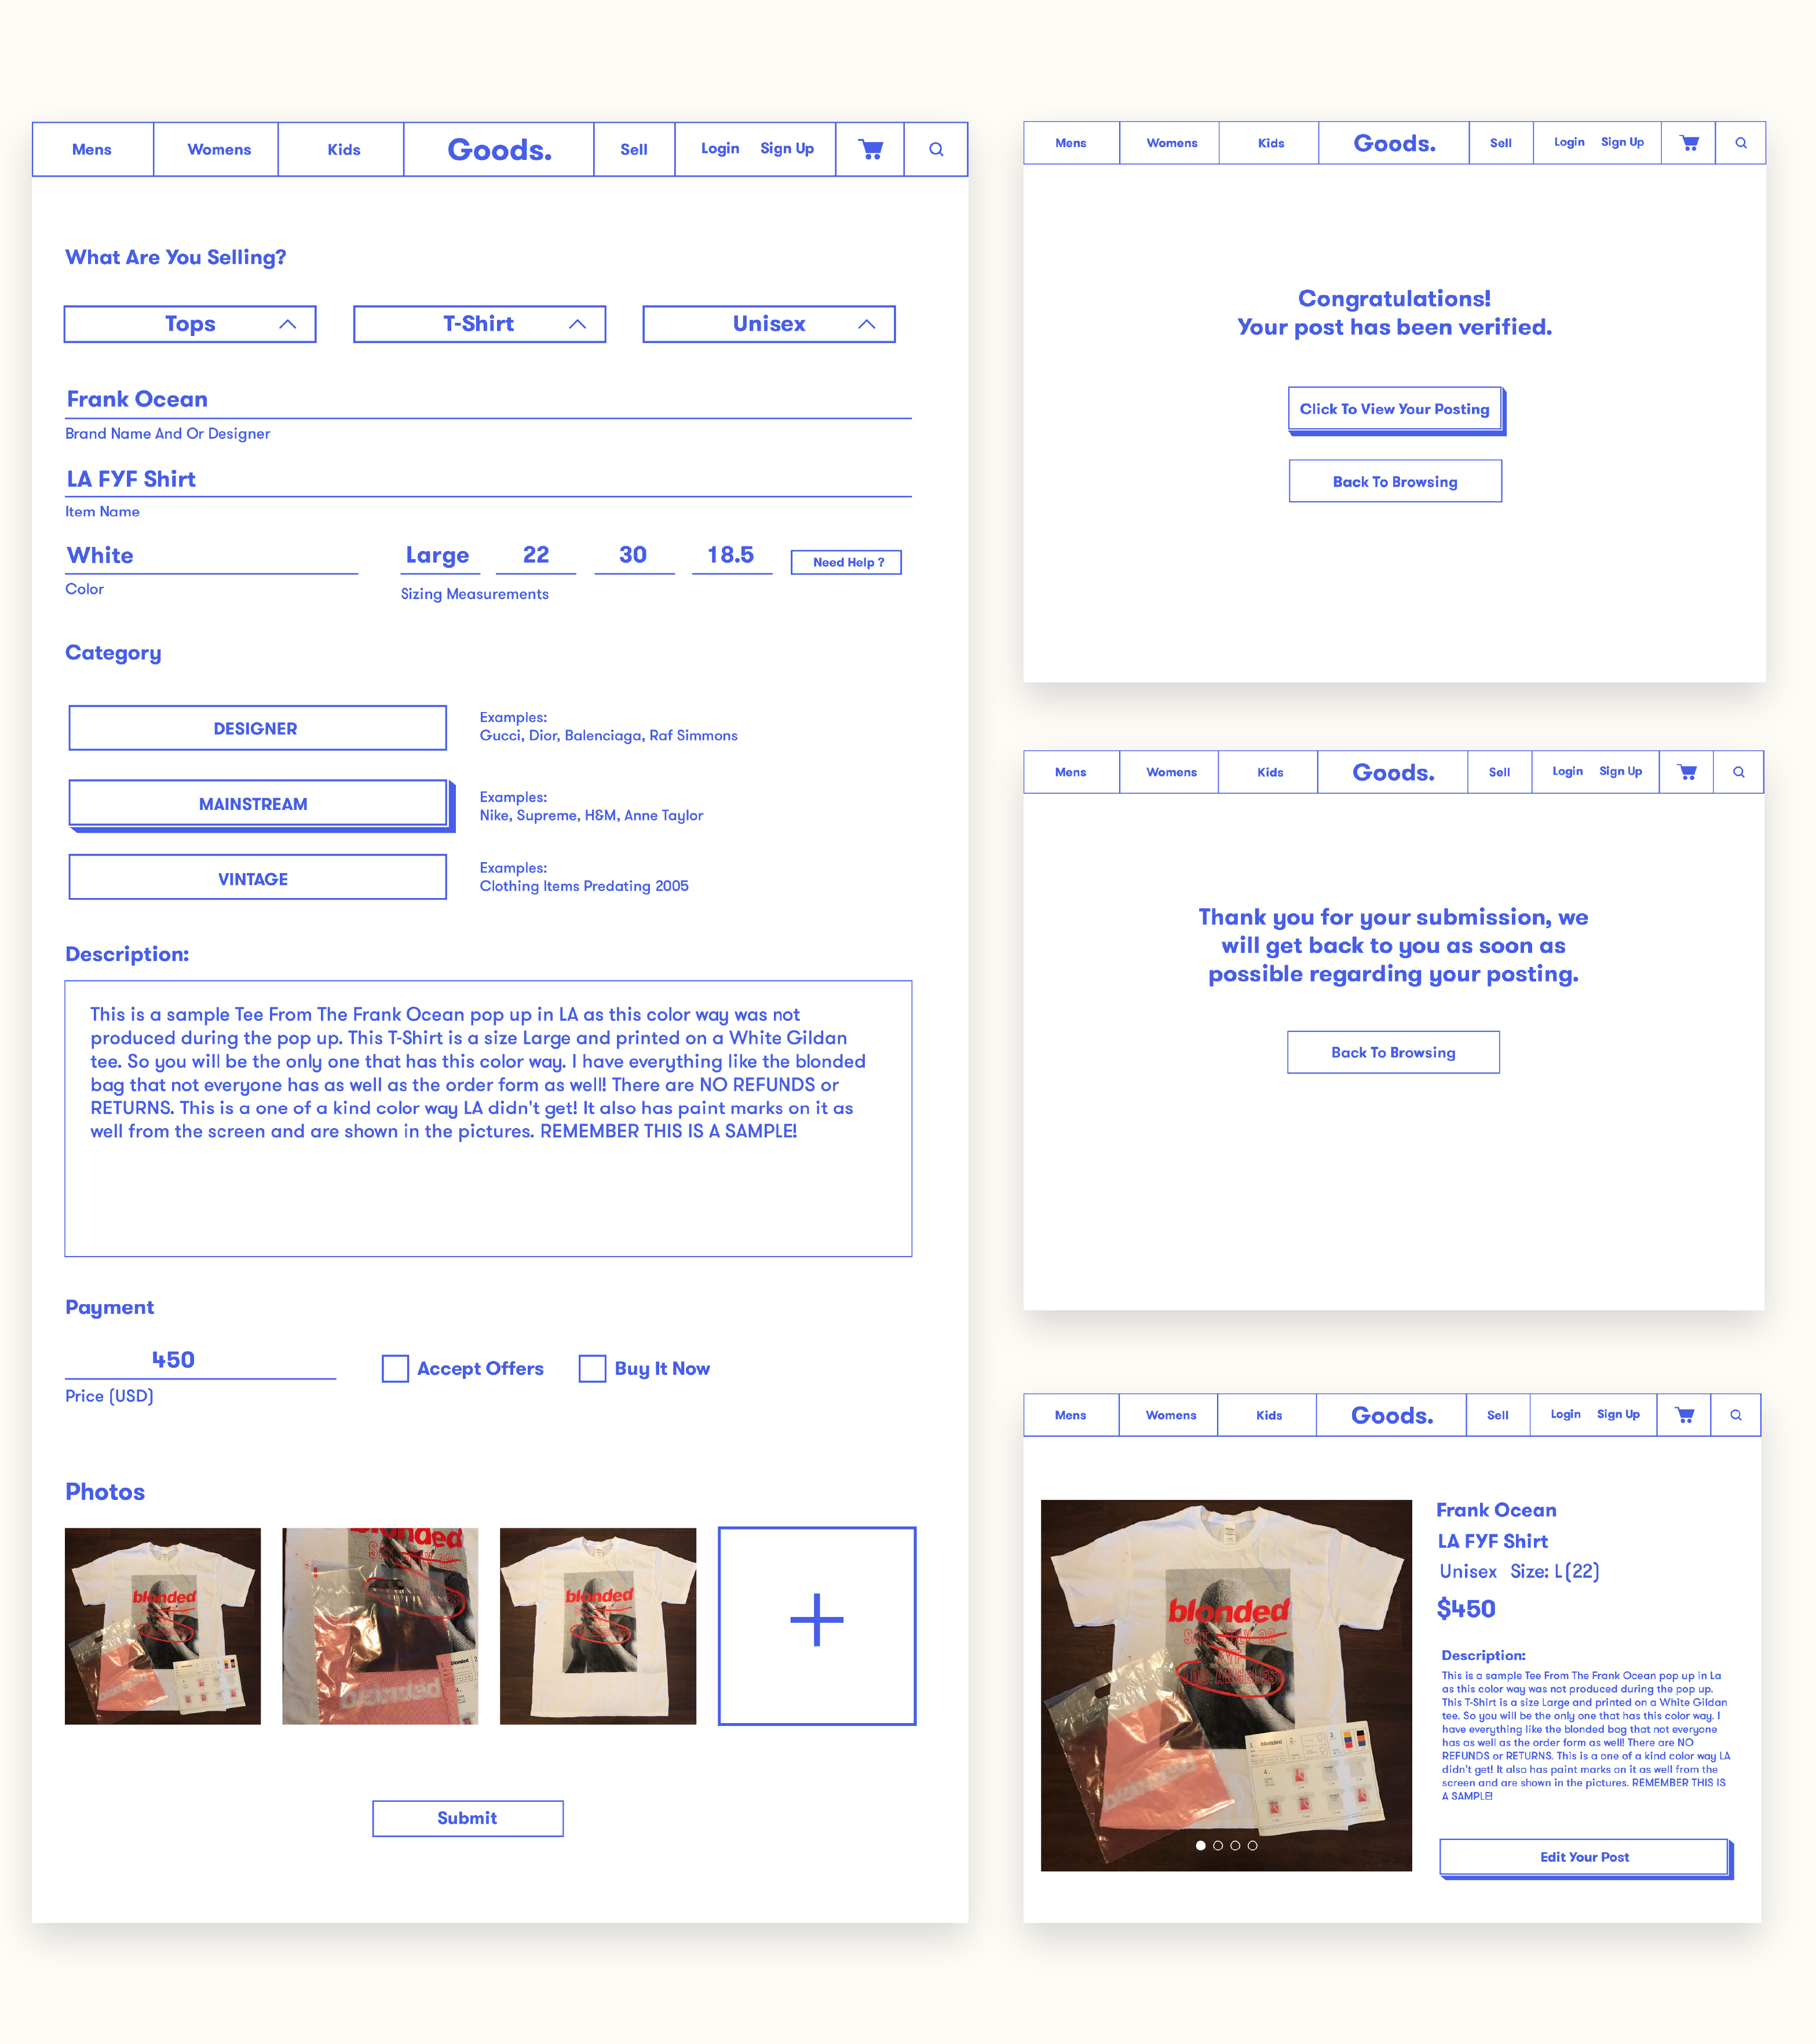 Mens Womens Kids Goods. Sell Login Sign Up
What Are You Selling?
Tops T-Shirt Unisex
Frank Ocean
Brand Name And Or Designer
LA FYF Shirt
Item Name
White Large 22 30 18.5 Need Help ?
Color Sizing Measurements
Category
DESIGNER
Examples:
Gucci, Dior, Balenciaga, Raf Simmons
MAINSTREAM
Examples:
Nike, Supreme, H&M, Anne Taylor
VINTAGE
Examples:
Clothing Items Predating 2005
Description:
This is a sample Tee From The Frank Ocean pop up in LA as this color way was not
produced during the pop up. This T-Shirt is a size Large and printed on a White Gildan
tee. So you will be the only one that has this color way. I have everything like the blonded
bag that not everyone has as well as the order form as well! There are NO REFUNDS or
RETURNS. This is a one of a kind color way LA didn't get! It also has paint marks on it as
well from the screen and are shown in the pictures. REMEMBER THIS IS A SAMPLE!
Payment
450
Price (USD)
Accept Offers Buy It Now
Photos
blonded
blonded
blonded
blonded
Submit
Mens Womens Kids Goods. Sell Login Sign Up
Congratulations!
Your post has been verified.
Click To View Your Posting
Back To Browsing
Mens Womens Kids Goods. Sell Login Sign Up
Thank you for your submission, we
will get back to you as soon as
possible regarding your posting.
Back To Browsing
Mens Womens Kids Goods. Sell Login Sign Up
blonded
SAT. JULY 22
FYF
LOS ANGELES
blonded
Frank Ocean
LA FYF Shirt
Unisex Size: L (22)
$450
Description:
This is a sample Tee From The Frank Ocean pop up in La
as this color way was not produced during the pop up.
This T-Shirt is a size Large and printed on a White Gildan
tee. So you will be the only one that has this color way. I
have everything like the blonded bag that not everyone
has as well as the order form as well! There are NO
REFUNDS or RETURNS. This is a one of a kind color way LA
didn't get! It also has paint marks on it as well from the
screen and are shown in the pictures. REMEMBER THIS IS
A SAMPLE!
Edit Your Post